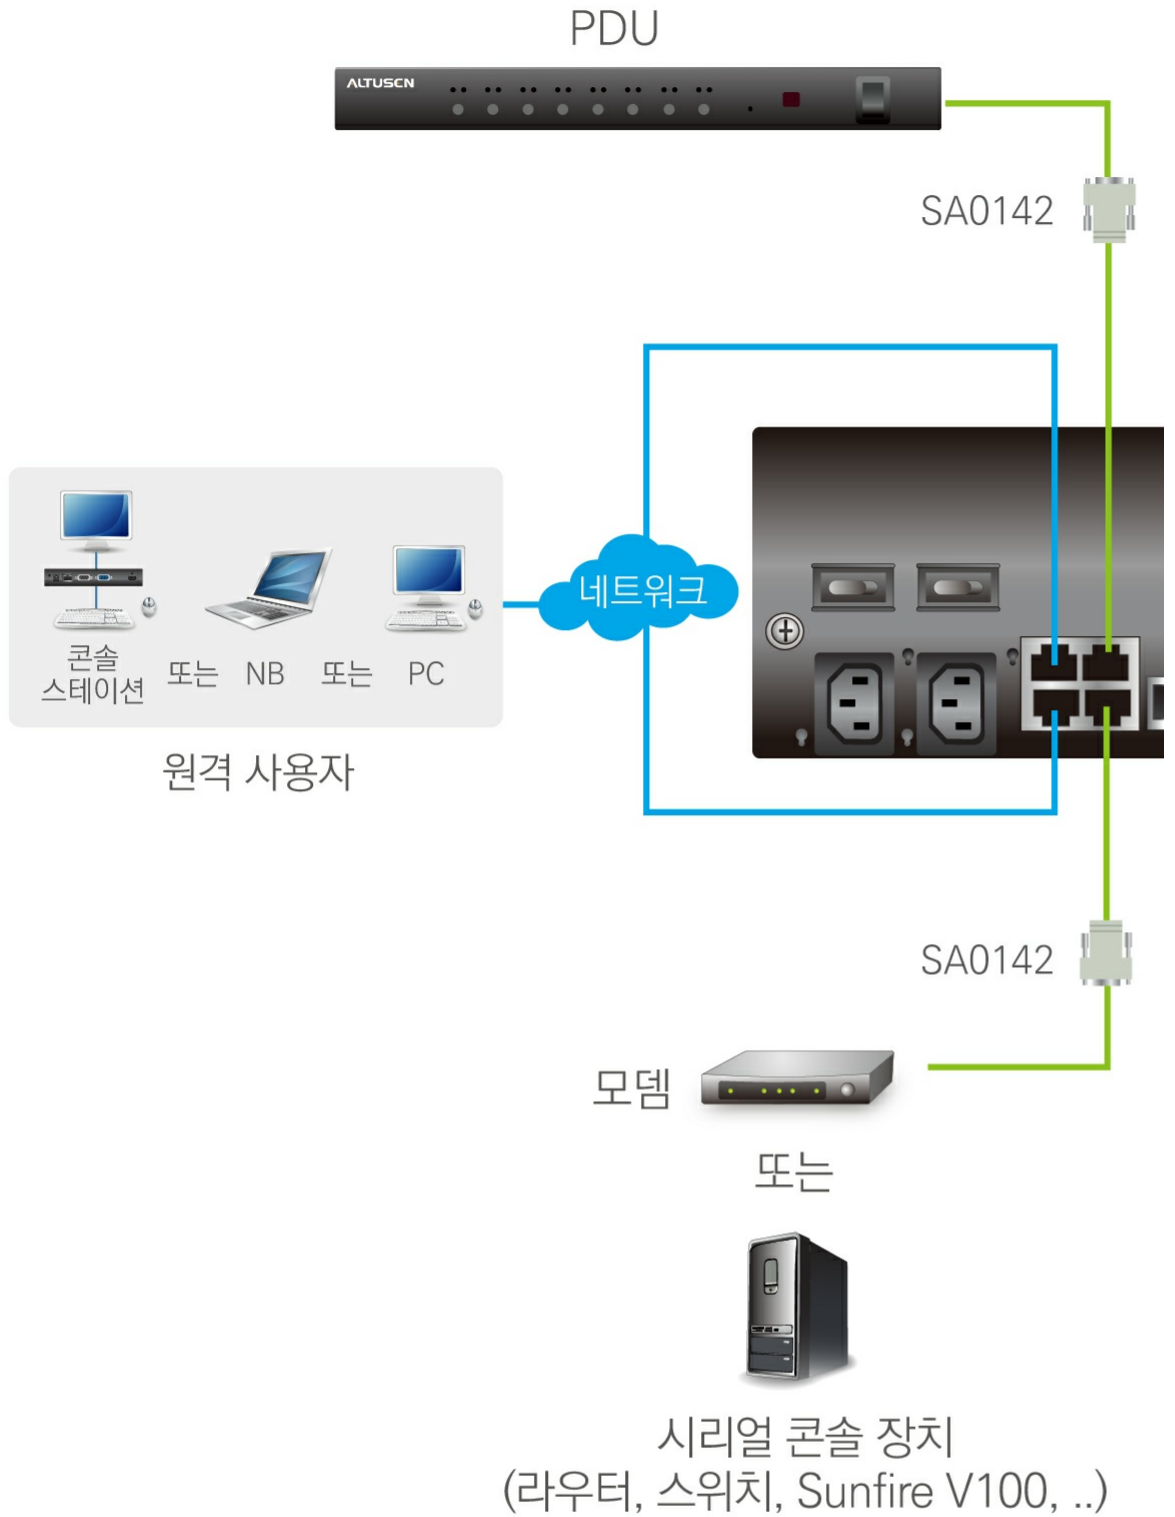 PDU
ALTUSCN
SA0142
네트워크
콘솔
스테이션
또는
NB
또는
PC
원격 사용자
SA0142
모뎀
또는
시리얼 콘솔 장치
(라우터, 스위치, Sunfire V100, ..)